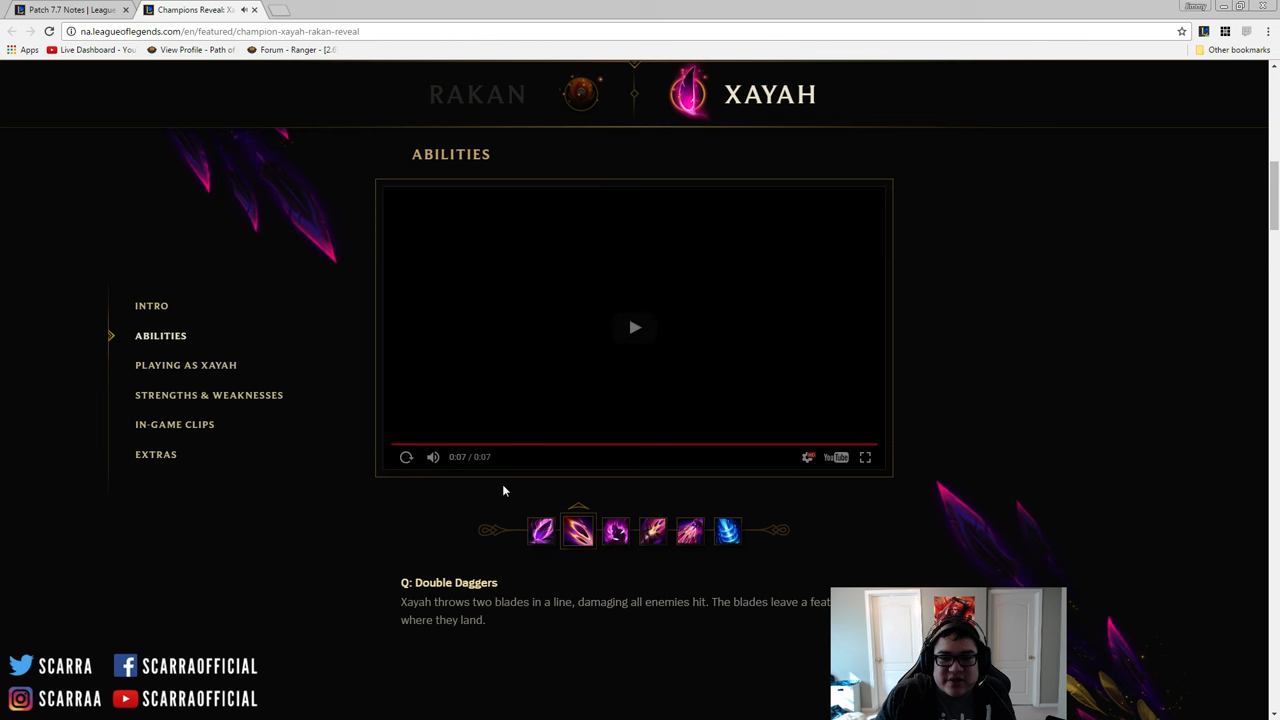 Patch 7.7 Notes | League
Champions Reveal: Xa
Jimmy
na.leagueoflegends.com/en/featured/champion-xayah-rakan-reveal
Apps
Live Dashboard - You
View Profile - Path of
Forum - Ranger - [2.6
Other bookmarks
RAKAN
XAYAH
ABILITIES
INTRO
ABILITIES
PLAYING AS XAYAH
STRENGTHS & WEAKNESSES
IN-GAME CLIPS
EXTRAS
0:07 / 0:07
HD
YouTube
Q: Double Daggers
Xayah throws two blades in a line, damaging all enemies hit. The blades leave a feat
where they land.
SCARRA
SCARRAOFFICIAL
SCARRAA
SCARRAOFFICIAL